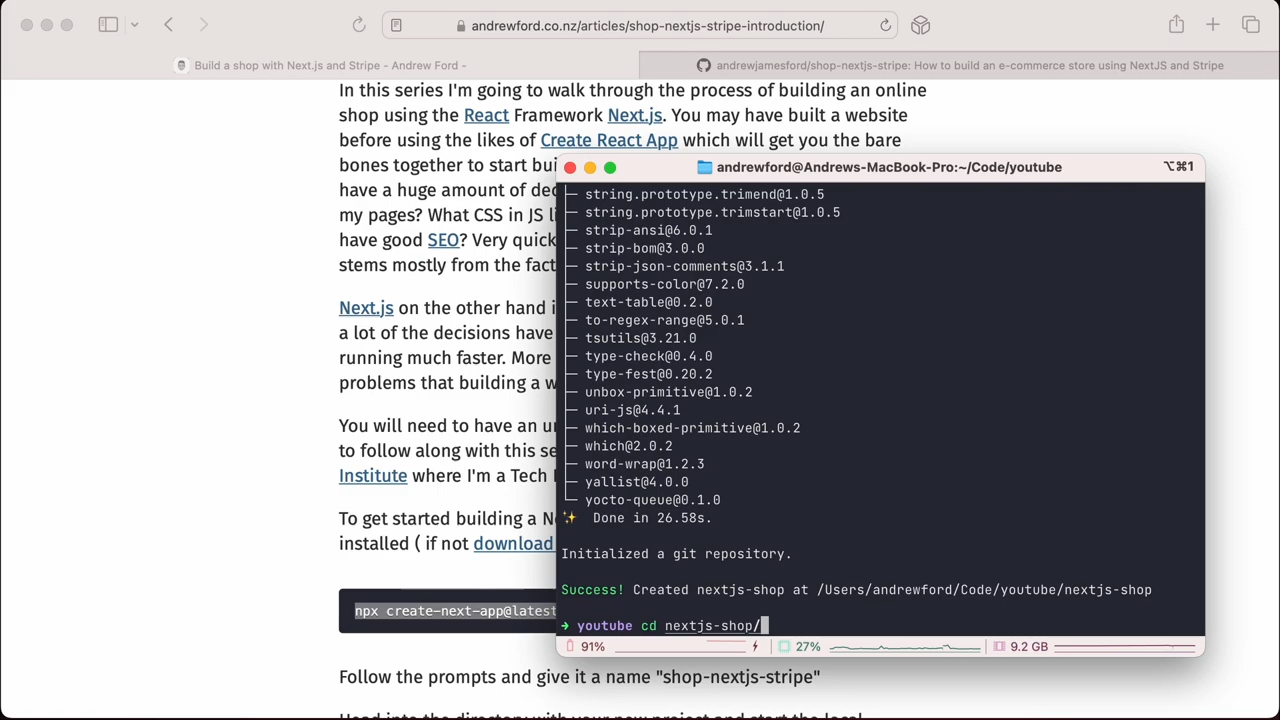 andrewford.co.nz/articles/shop-nextjs-stripe-introduction/
Build a shop with Next.js and Stripe - Andrew Ford -
andrewjamesford/shop-nextjs-stripe: How to build an e-commerce store using NextJS and Stripe
In this series I'm going to walk through the process of building an online
shop using the React Framework Next.js. You may have built a website
before using the likes of Create React App which will get you the bare
bones together to start bui
have a huge amount of dec
my pages? What CSS in JS li
have good SEO? Very quick
stems mostly from the fact
Next.js on the other hand i
a lot of the decisions have
running much faster. More
problems that building a w
You will need to have an un
to follow along with this se
Institute where I'm a Tech
To get started building a Ne
installed ( if not download
npx create-next-app@latest
Follow the prompts and give it a name "shop-nextjs-stripe"
Head into the directory with your new project and start the local
andrewford@Andrews-MacBook-Pro:~/Code/youtube
⌥⌘1
├─ string.prototype.trimend@1.0.5
├─ string.prototype.trimstart@1.0.5
├─ strip-ansi@6.0.1
├─ strip-bom@3.0.0
├─ strip-json-comments@3.1.1
├─ supports-color@7.2.0
├─ text-table@0.2.0
├─ to-regex-range@5.0.1
├─ tsutils@3.21.0
├─ type-check@0.4.0
├─ type-fest@0.20.2
├─ unbox-primitive@1.0.2
├─ uri-js@4.4.1
├─ which-boxed-primitive@1.0.2
├─ which@2.0.2
├─ word-wrap@1.2.3
├─ yallist@4.0.0
└─ yocto-queue@0.1.0
✨ Done in 26.58s.
Initialized a git repository.
Success! Created nextjs-shop at /Users/andrewford/Code/youtube/nextjs-shop
➜ youtube cd nextjs-shop/
91% 27% 9.2 GB